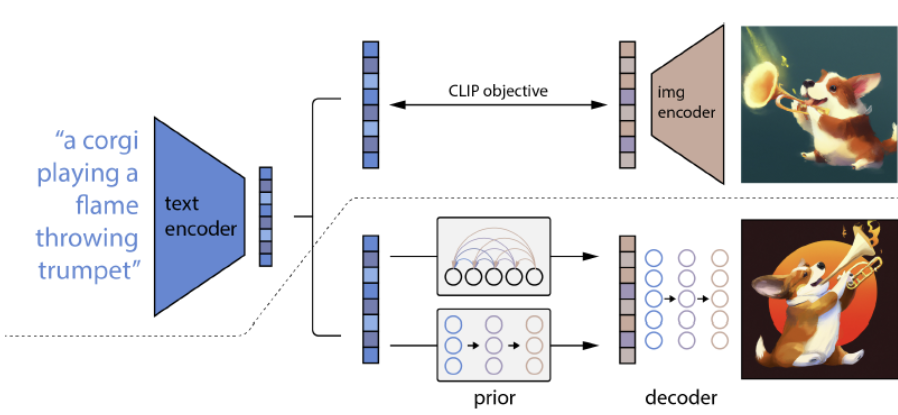 "a corgi
playing a
flame
throwing
trumpet"
text
encoder
CLIP objective
img
encoder
prior
decoder